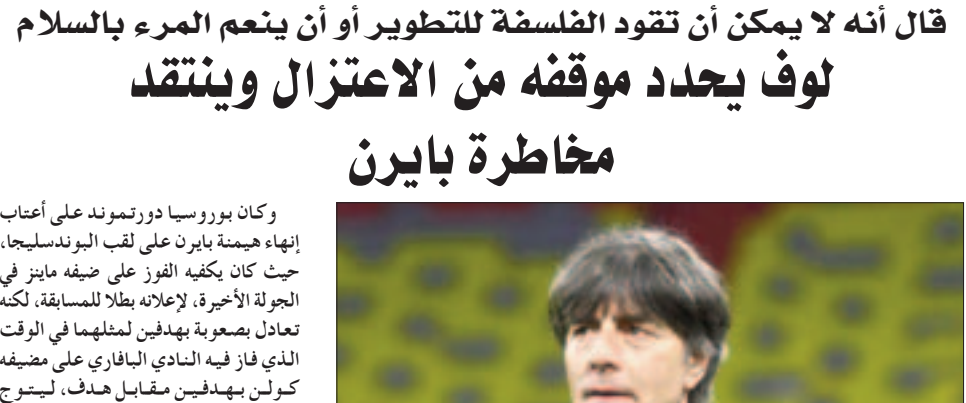 قال أنه لا يمكن أن تقود الفلسفة للتطوير أو أن ينعم المرء بالسلام
لوف يحدد موقفه من الاعتزال وينتقد
مخاطرة بايرن
وكان بوروسيا دورتموند على أعتاب
إنهاء هيمنة بايرن على لقب البوندسليجا،
حيث كان يكفيه الفوز على ضيفه ماينز في
الجولة الأخيرة، لإعلانه بطلا للمسابقة، لكنه
تعادل بصعوبة بهدفين لمثلهما في الوقت
الذي فاز فيه النادي البافاري على مضيفه
كولن بهدفين مقابل هدف، ليتوج